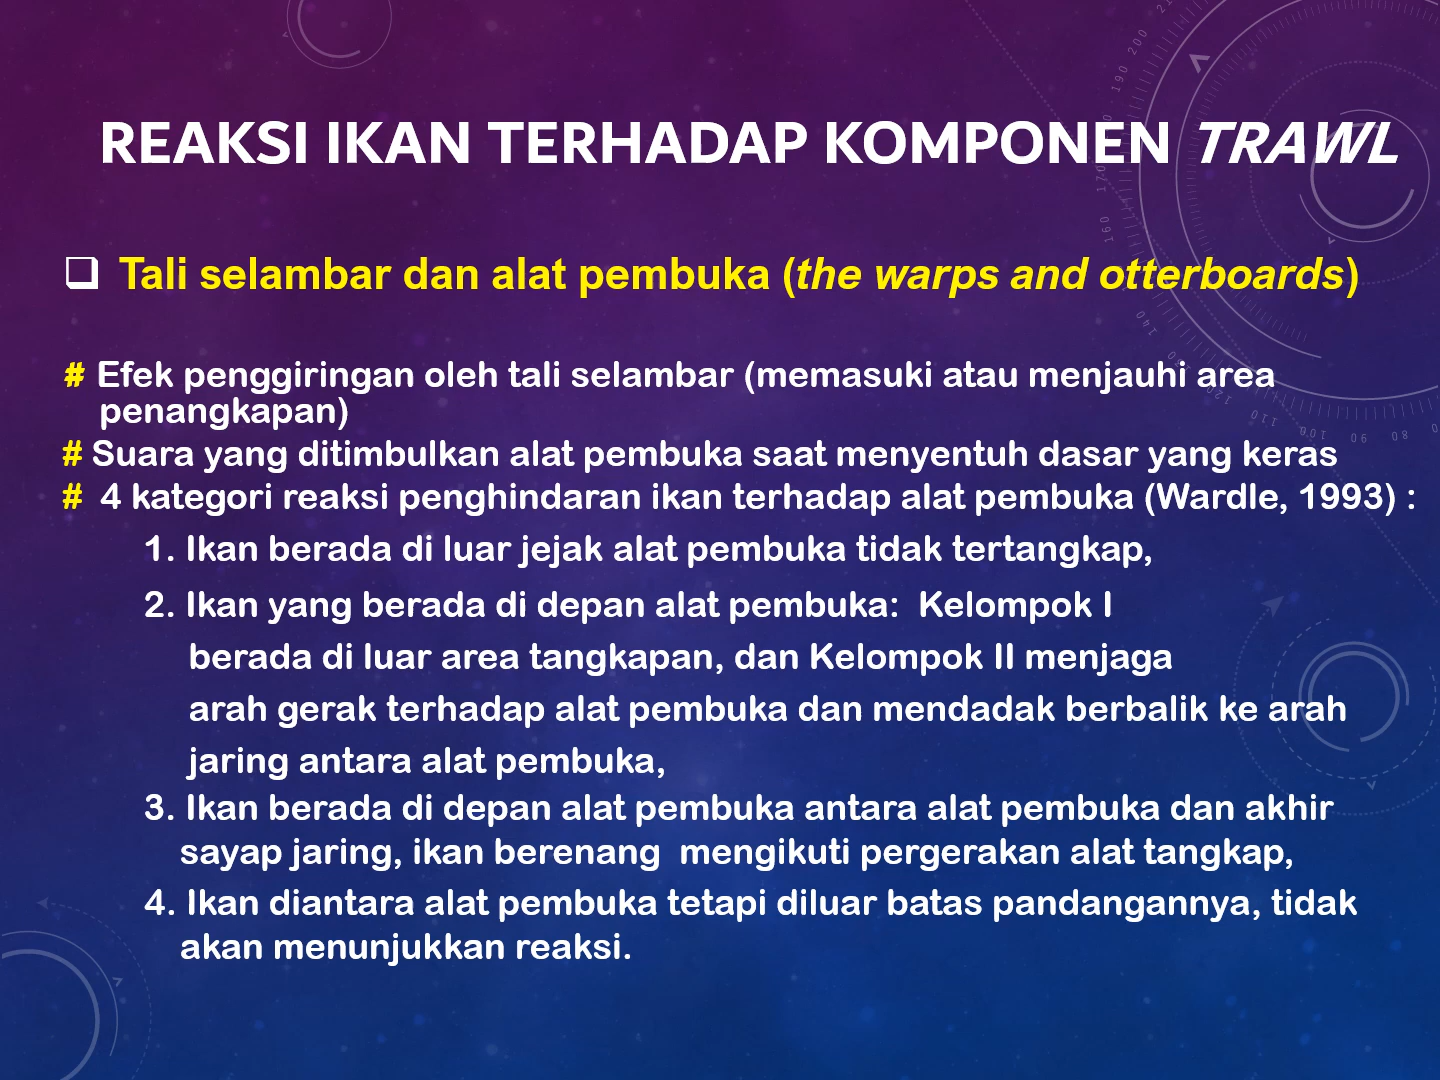 REAKSI IKAN TERHADAP KOMPONEN TRAWL
❑ Tali selambar dan alat pembuka (the warps and otterboards)
# Efek penggiringan oleh tali selambar (memasuki atau menjauhi area
penangkapan)
# Suara yang ditimbulkan alat pembuka saat menyentuh dasar yang keras
# 4 kategori reaksi penghindaran ikan terhadap alat pembuka (Wardle, 1993) :
1. Ikan berada di luar jejak alat pembuka tidak tertangkap,
2. Ikan yang berada di depan alat pembuka: Kelompok I
berada di luar area tangkapan, dan Kelompok II menjaga
arah gerak terhadap alat pembuka dan mendadak berbalik ke arah
jaring antara alat pembuka,
3. Ikan berada di depan alat pembuka antara alat pembuka dan akhir
sayap jaring, ikan berenang mengikuti pergerakan alat tangkap,
4. Ikan diantara alat pembuka tetapi diluar batas pandangannya, tidak
akan menunjukkan reaksi.